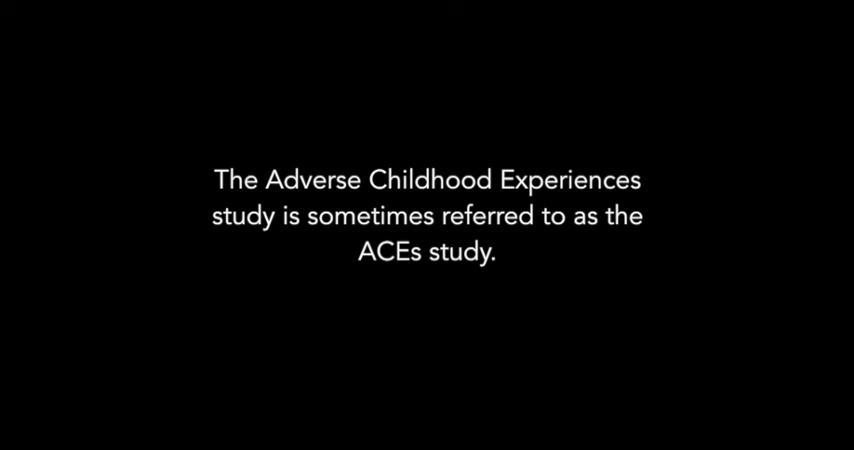 The Adverse Childhood Experiences
study is sometimes referred to as the
ACEs study.